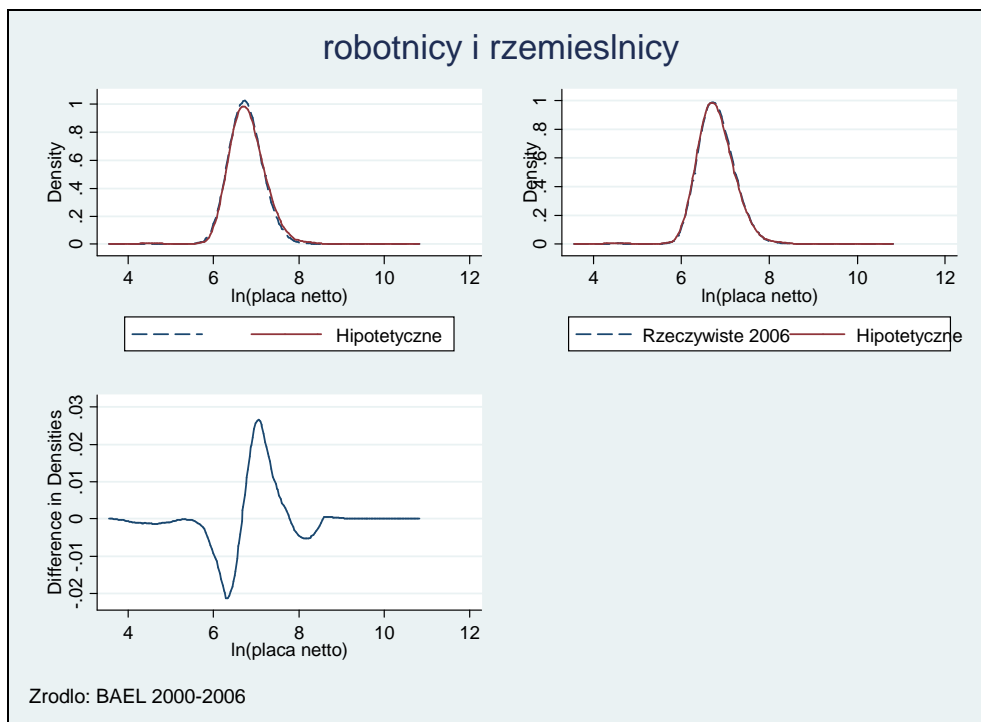 robotnicy i rzemieslnicy
Density
0 .2 .4 .6 .8 1
4 6 8 10 12
ln(placa netto)
Hipotetyczne
Density
0 .2 .4 .6 .8 1
4 6 8 10 12
ln(placa netto)
Rzeczywiste 2006 Hipotetyczne
Difference in Densities
-.02 -.01 0 .01 .02 .03
4 6 8 10 12
ln(placa netto)
Zrodlo: BAEL 2000-2006